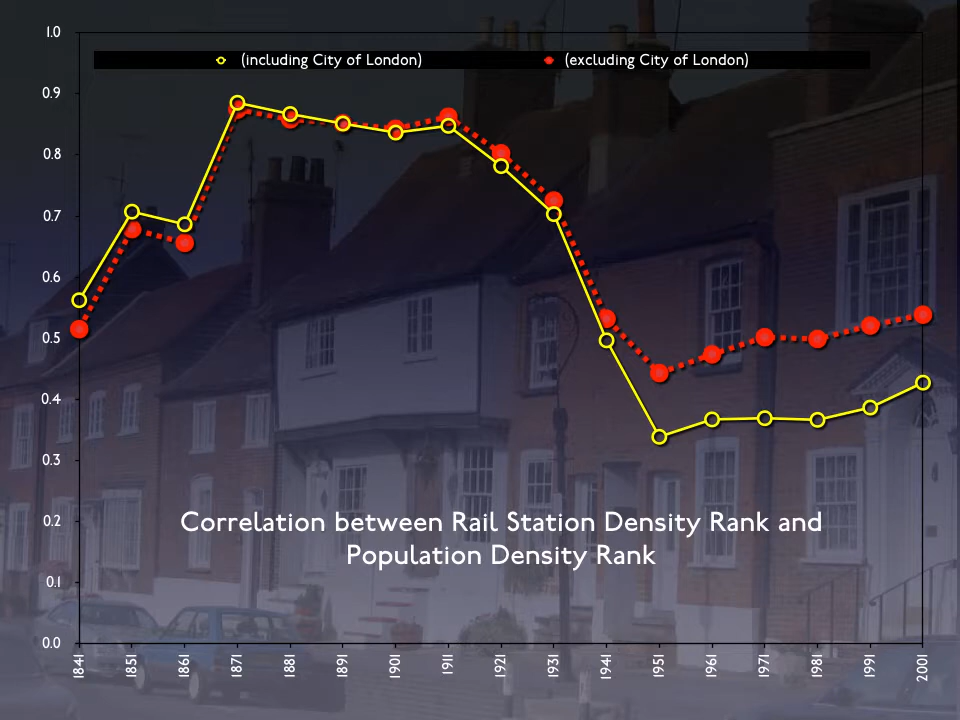 1.0
(including City of London) (excluding City of London)
0.9
0.8
0.7
0.6
0.5
0.4
0.3
0.2
Correlation between Rail Station Density Rank and
Population Density Rank
0.1
0.0
1841 1851 1861 1871 1881 1891 1901 1911 1921 1931 1941 1951 1961 1971 1981 1991 2001